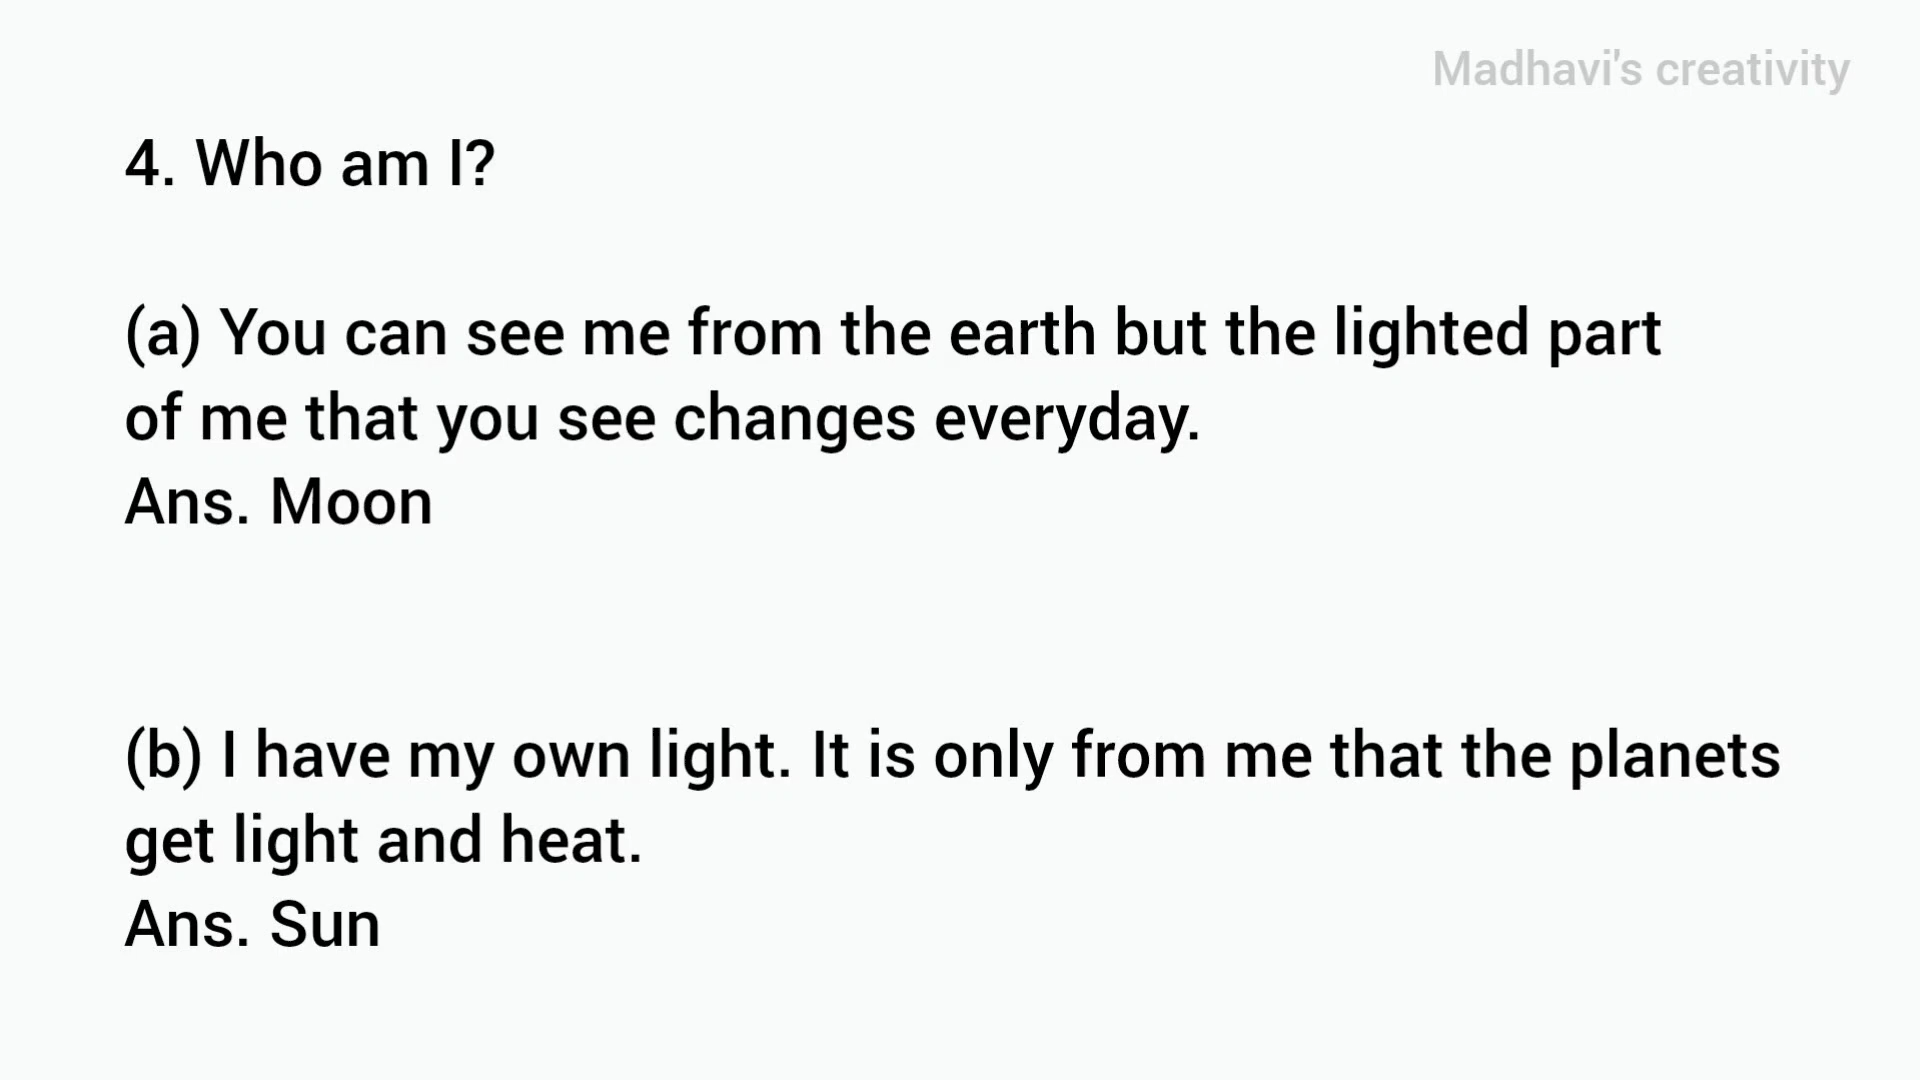 Madhavi's creativity
4. Who am I?
(a) You can see me from the earth but the lighted part
of me that you see changes everyday.
Ans. Moon
(b) I have my own light. It is only from me that the planets
get light and heat.
Ans. Sun